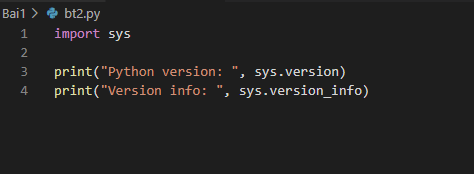 Bai1 > bt2.py
1 import sys
2
3 print("Python version: ", sys.version)
4 print("Version info: ", sys.version_info)